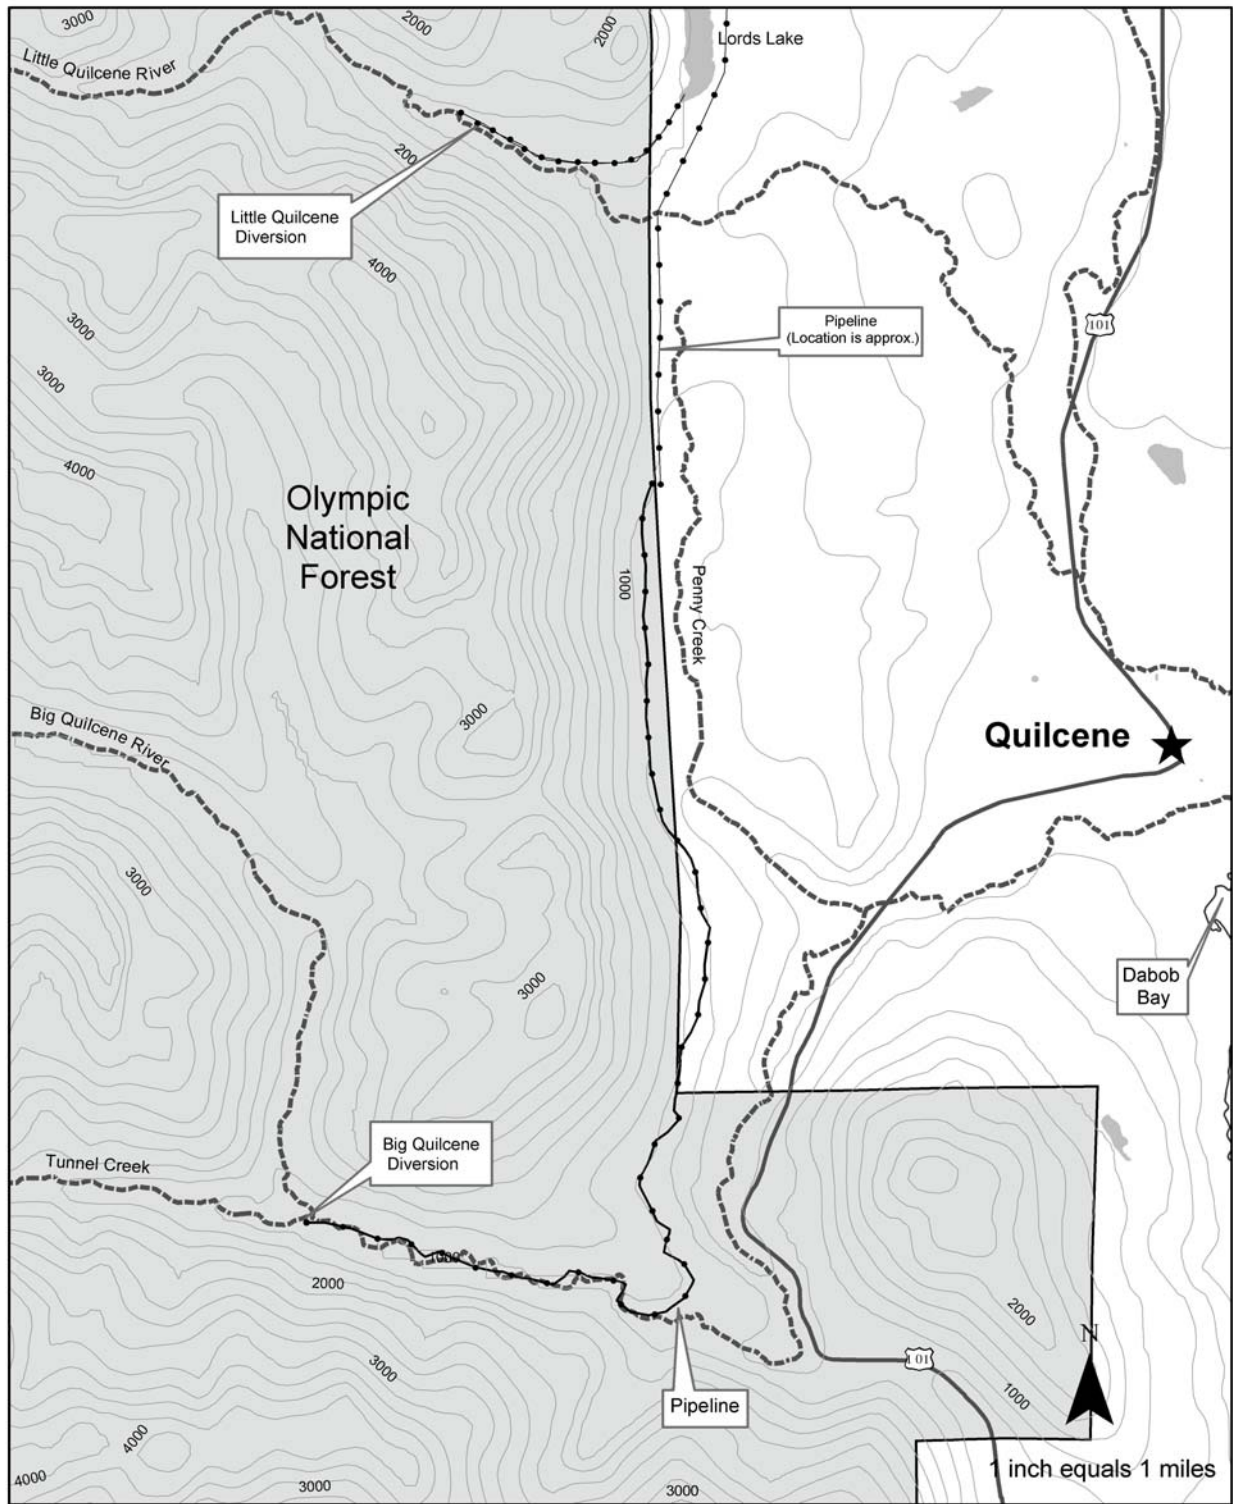 3000
2000
2000
Lords Lake
Little Quilcene River
200
Little Quilcene
Diversion
4000
3000
Pipeline
(Location is approx.)
101
3000
4000
Olympic
National
Forest
1000
Penny Creek
3000
Big Quilcene River
Quilcene
3000
3000
Dabob
Bay
Big Quilcene
Diversion
Tunnel Creek
1000
2000
2000
N
3000
101
1000
Pipeline
4000
4000
3000
3000
1 inch equals 1 miles